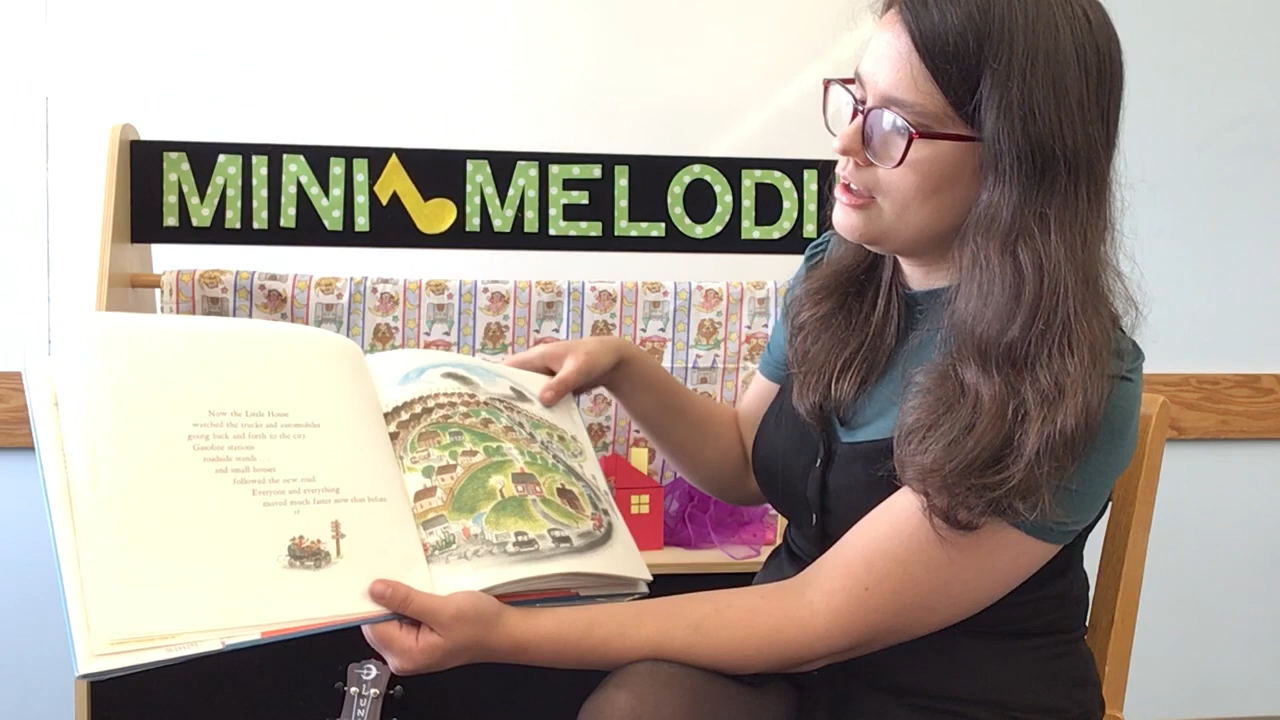 MINI MELODI
Now the Little House
watched the trucks and automobiles
going back and forth to the city.
Gasoline stations . . .
roadside stands . . .
and small houses
followed the new road.
Everyone and everything
moved much faster now than before.
LUN